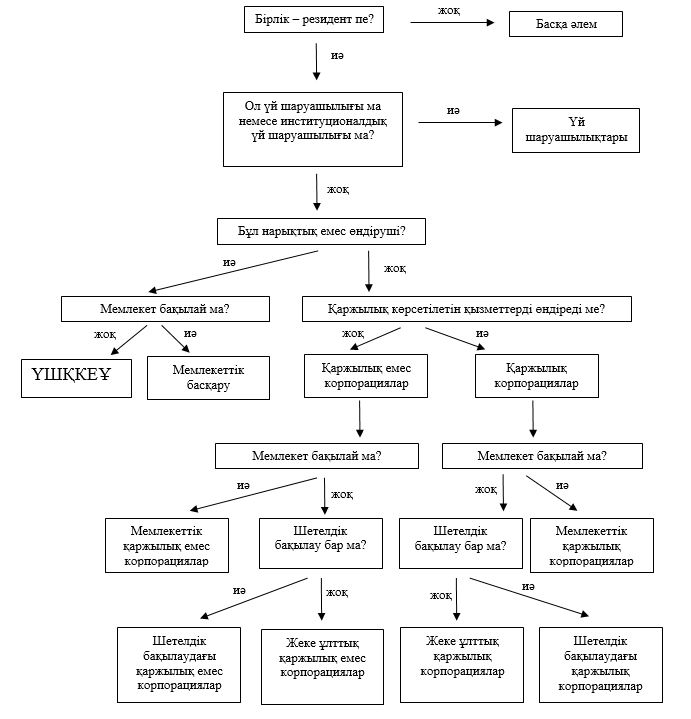 Бірлік – резидент пе?
жоқ
Басқа әлем
иә
Ол үй шаруашылығы ма
немесе институционалдық
үй шаруашылығы ма?
иә
Үй
шаруашылықтары
жоқ
Бұл нарықтық емес өндіруші?
иә
жоқ
Мемлекет бақылай ма?
Қаржылық көрсетілетін қызметтерді өндіреді ме?
жоқ
иә
жоқ
иә
ҮШҚКЕҰ
Мемлекеттік
басқару
Қаржылық емес
корпорациялар
Қаржылық
корпорациялар
Мемлекет бақылай ма?
Мемлекет бақылай ма?
иә
жоқ
жоқ
иә
Мемлекеттік
қаржылық емес
корпорациялар
Шетелдік
бақылау бар ма?
Шетелдік
бақылау бар ма?
Мемлекеттік
қаржылық
корпорациялар
иә
жоқ
жоқ
иә
Шетелдік
бақылаудағы
қаржылық емес
корпорациялар
Жеке ұлттық
қаржылық емес
корпорациялар
Жеке ұлттық
қаржылық
корпорациялар
Шетелдік
бақылаудағы
қаржылық
корпорациялар